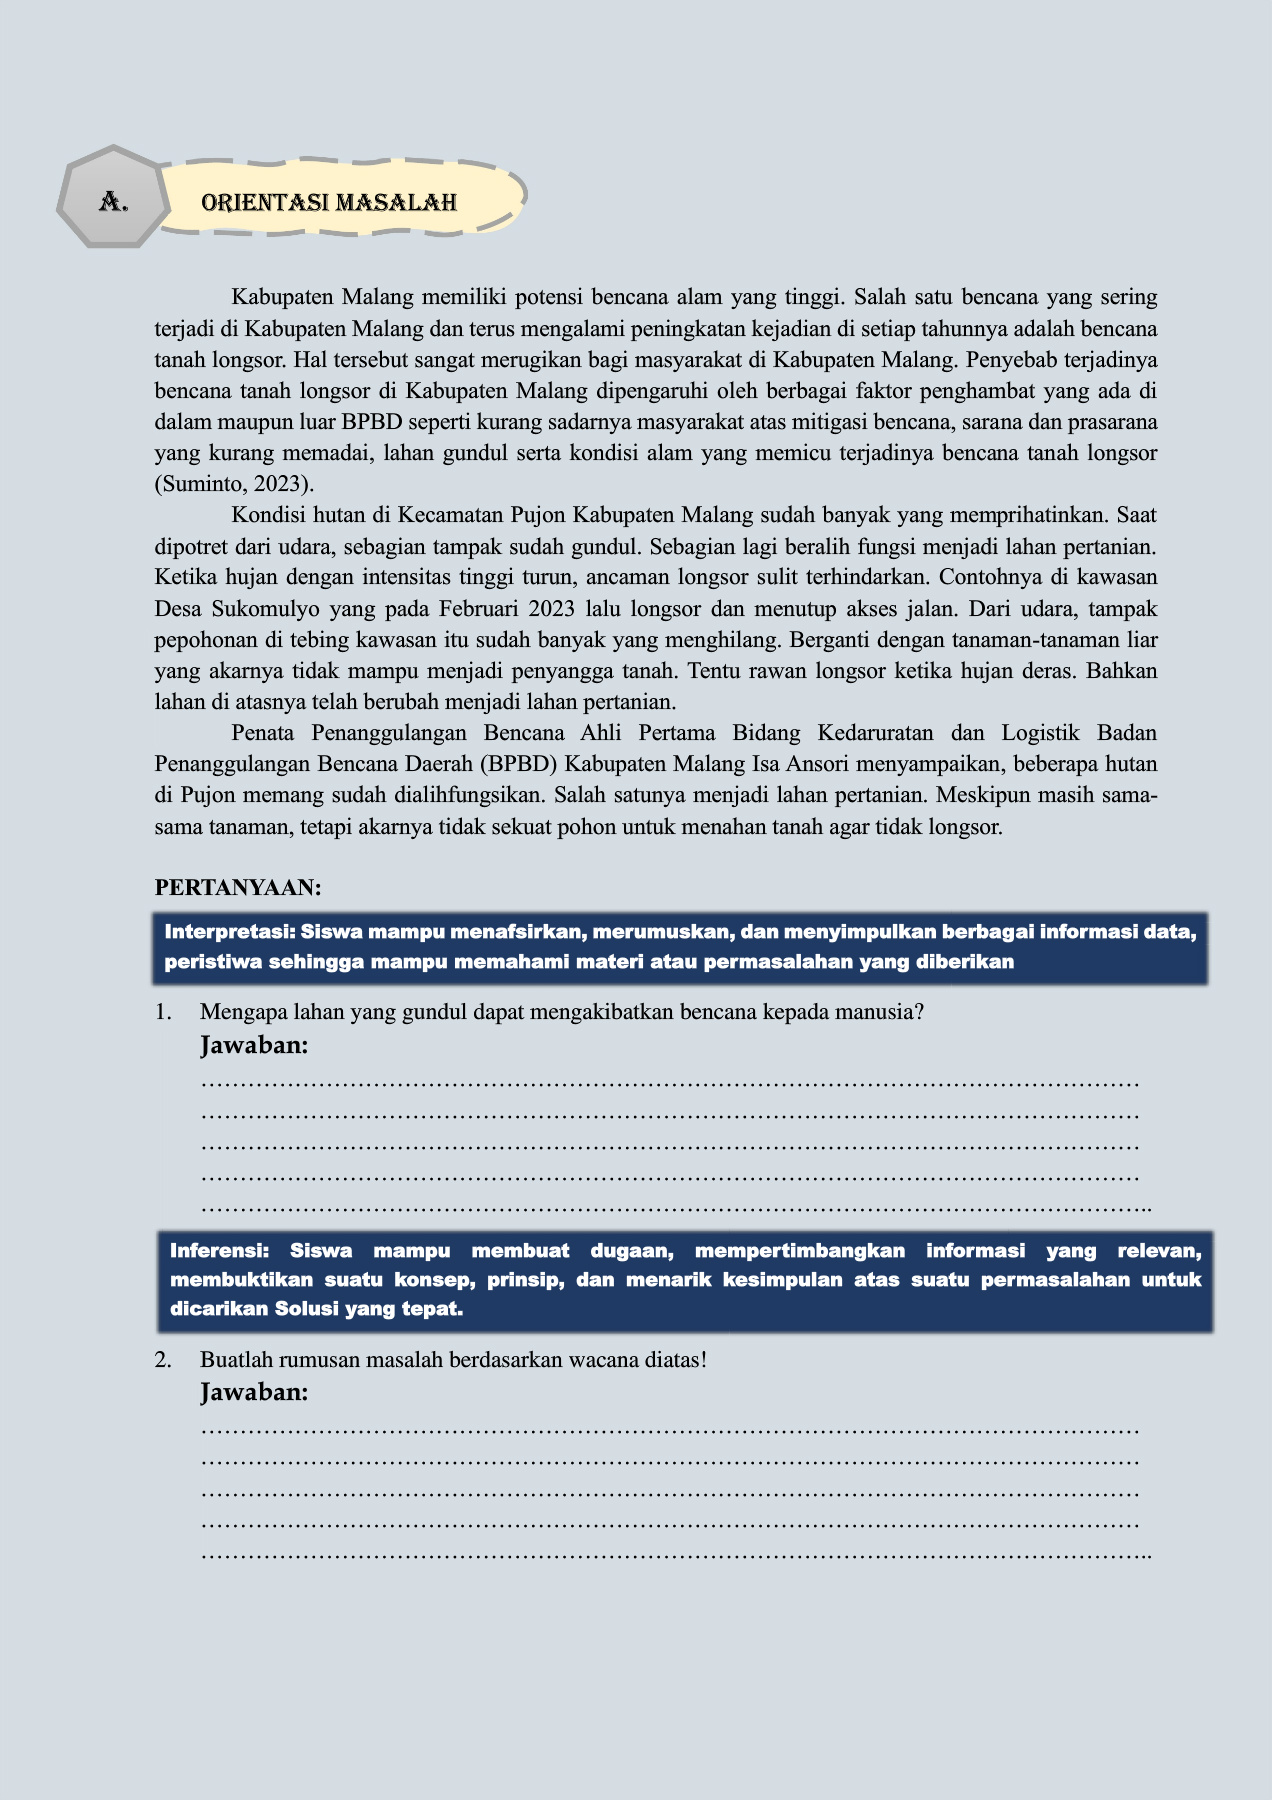 A.
ORIENTASI MASALAH
Kabupaten Malang memiliki potensi bencana alam yang tinggi. Salah satu bencana yang sering
terjadi di Kabupaten Malang dan terus mengalami peningkatan kejadian di setiap tahunnya adalah bencana
tanah longsor. Hal tersebut sangat merugikan bagi masyarakat di Kabupaten Malang. Penyebab terjadinya
bencana tanah longsor di Kabupaten Malang dipengaruhi oleh berbagai faktor penghambat yang ada di
dalam maupun luar BPBD seperti kurang sadarnya masyarakat atas mitigasi bencana, sarana dan prasarana
yang kurang memadai, lahan gundul serta kondisi alam yang memicu terjadinya bencana tanah longsor
(Suminto, 2023).
Kondisi hutan di Kecamatan Pujon Kabupaten Malang sudah banyak yang memprihatinkan. Saat
dipotret dari udara, sebagian tampak sudah gundul. Sebagian lagi beralih fungsi menjadi lahan pertanian.
Ketika hujan dengan intensitas tinggi turun, ancaman longsor sulit terhindarkan. Contohnya di kawasan
Desa Sukomulyo yang pada Februari 2023 lalu longsor dan menutup akses jalan. Dari udara, tampak
pepohonan di tebing kawasan itu sudah banyak yang menghilang. Berganti dengan tanaman-tanaman liar
yang akarnya tidak mampu menjadi penyangga tanah. Tentu rawan longsor ketika hujan deras. Bahkan
lahan di atasnya telah berubah menjadi lahan pertanian.
Penata Penanggulangan Bencana Ahli Pertama Bidang Kedaruratan dan Logistik Badan
Penanggulangan Bencana Daerah (BPBD) Kabupaten Malang Isa Ansori menyampaikan, beberapa hutan
di Pujon memang sudah dialihfungsikan. Salah satunya menjadi lahan pertanian. Meskipun masih sama-
sama tanaman, tetapi akarnya tidak sekuat pohon untuk menahan tanah agar tidak longsor.
PERTANYAAN:
Interpretasi: Siswa mampu menafsirkan, merumuskan, dan menyimpulkan berbagai informasi data,
peristiwa sehingga mampu memahami materi atau permasalahan yang diberikan
1. Mengapa lahan yang gundul dapat mengakibatkan bencana kepada manusia?
Jawaban:
……………………………………………………………………………………………………………
……………………………………………………………………………………………………………
……………………………………………………………………………………………………………
……………………………………………………………………………………………………………
……………………………………………………………………………………………………………..
Inferensi: Siswa mampu membuat dugaan, mempertimbangkan informasi yang relevan,
membuktikan suatu konsep, prinsip, dan menarik kesimpulan atas suatu permasalahan untuk
dicarikan Solusi yang tepat.
2. Buatlah rumusan masalah berdasarkan wacana diatas!
Jawaban:
……………………………………………………………………………………………………………
……………………………………………………………………………………………………………
……………………………………………………………………………………………………………
……………………………………………………………………………………………………………
……………………………………………………………………………………………………………..